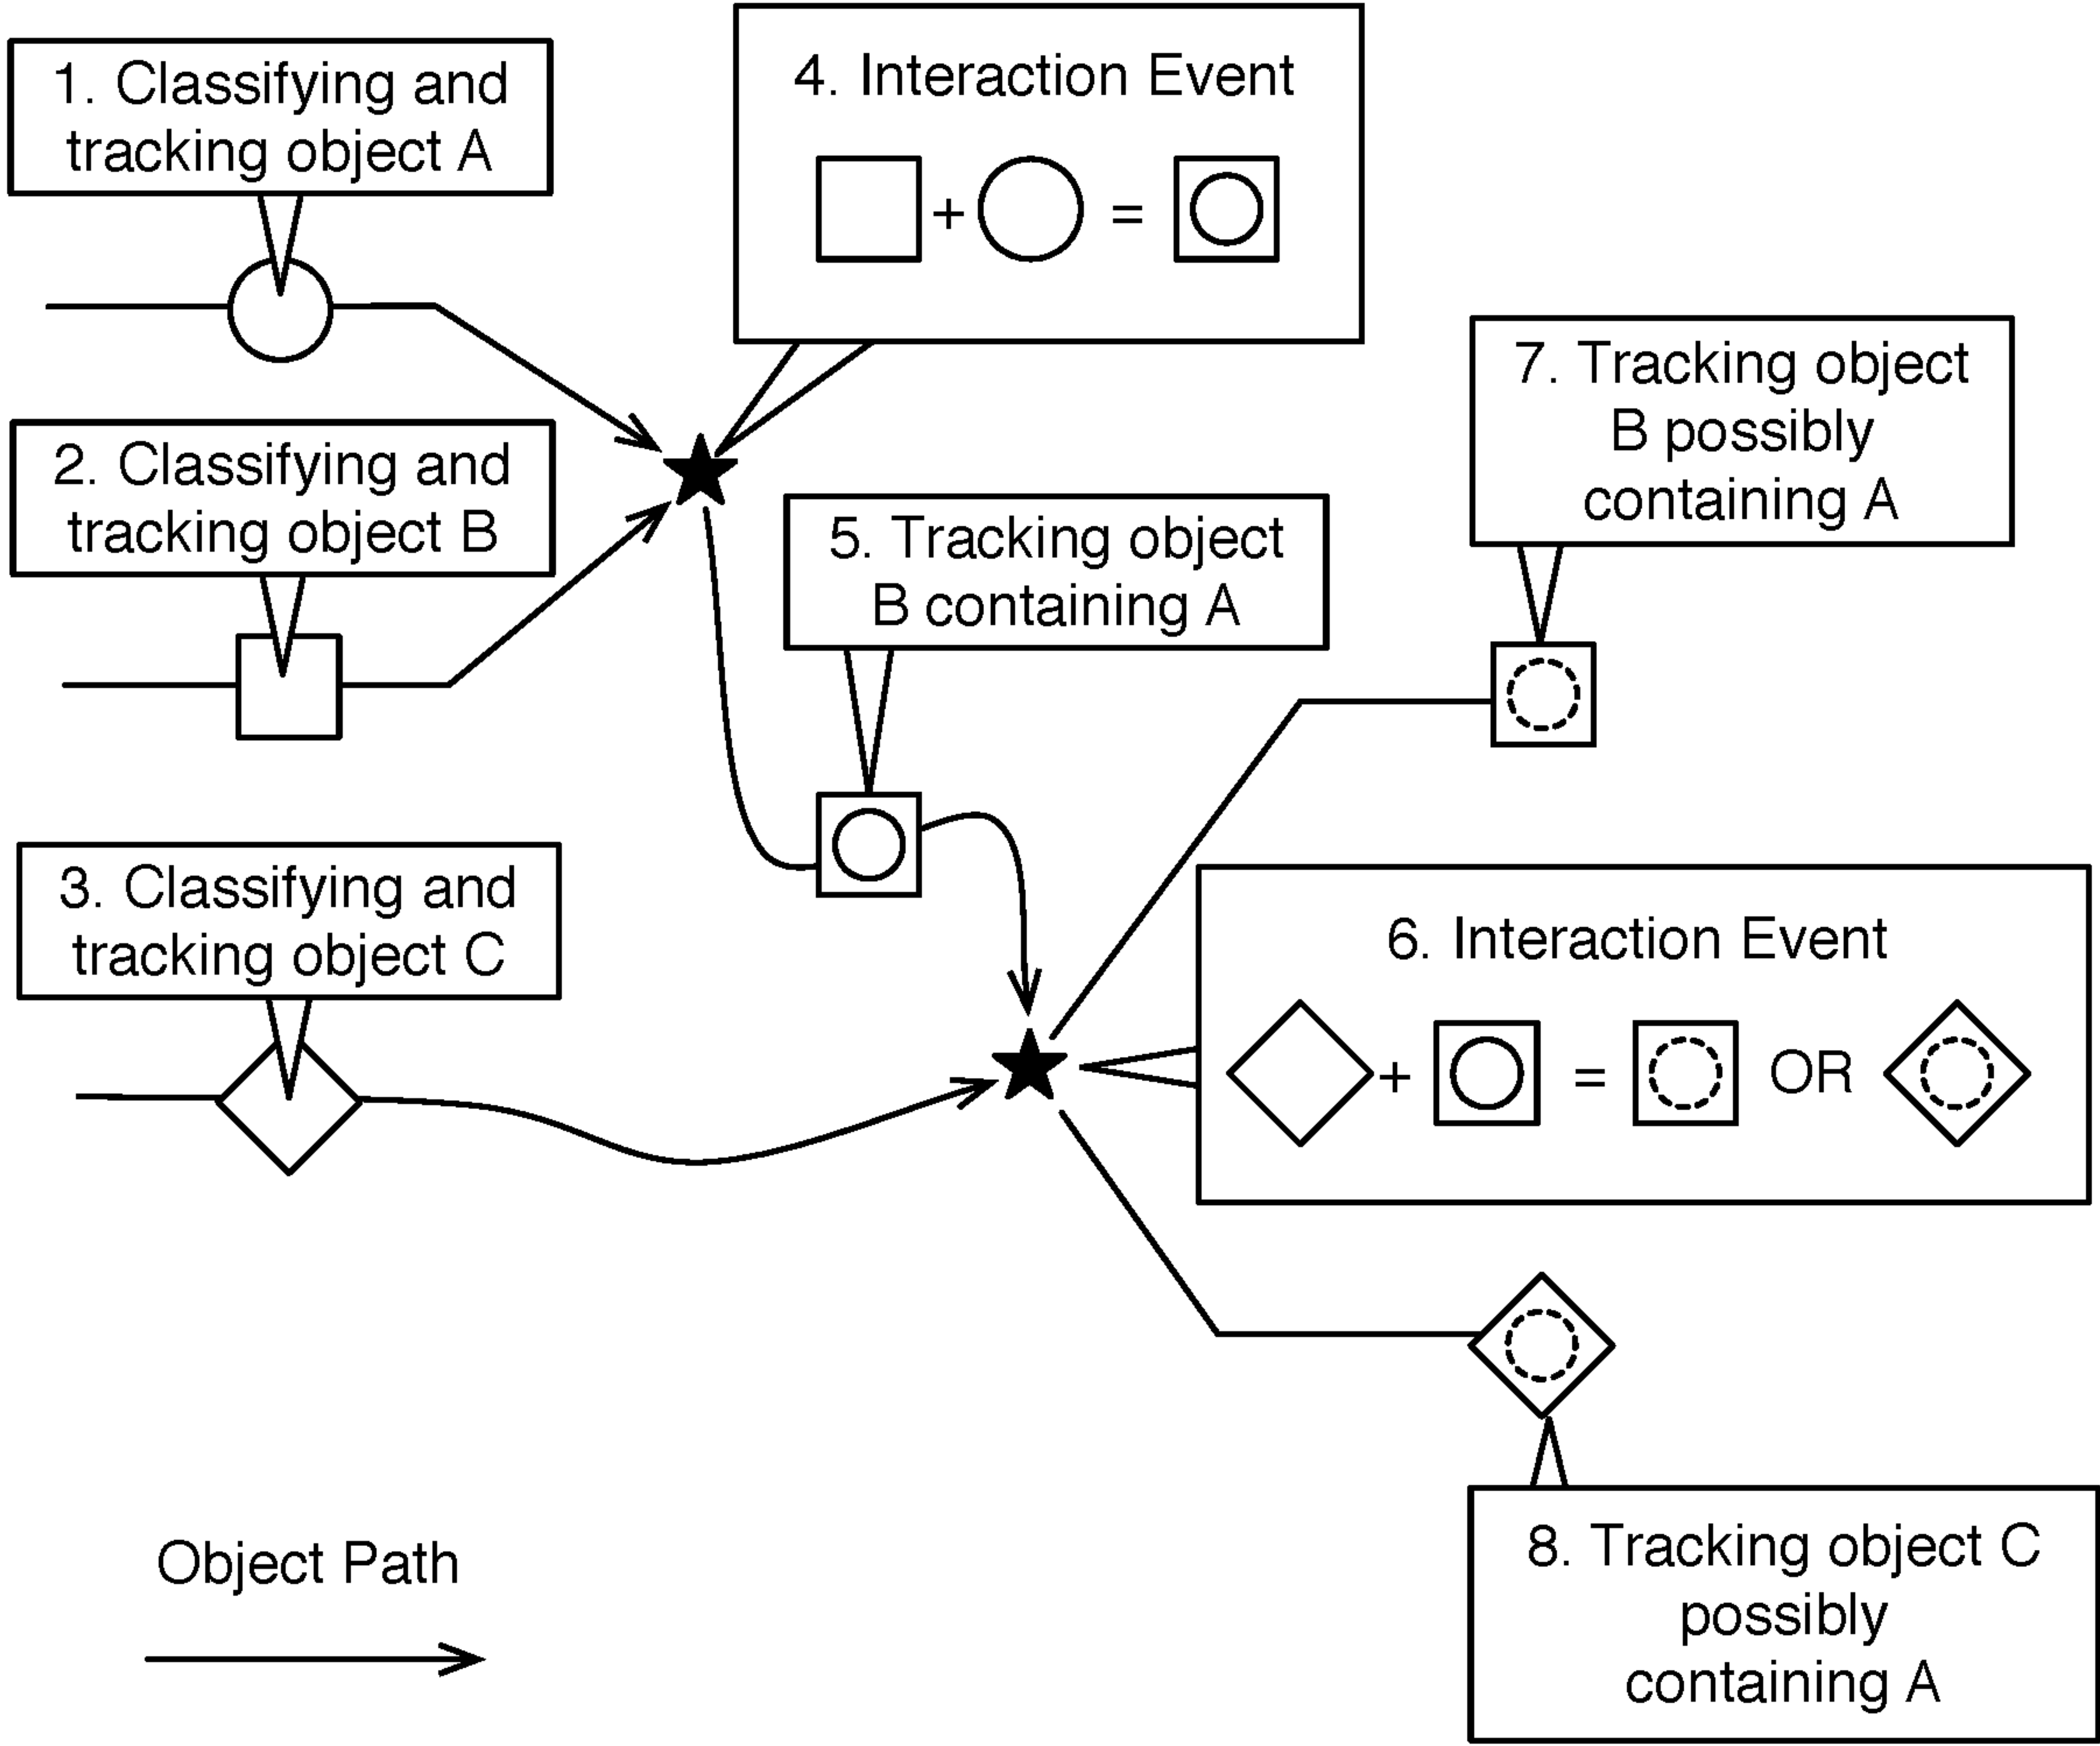 1. Classifying and
tracking object A
2. Classifying and
tracking object B
3. Classifying and
tracking object C
4. Interaction Event
+ =
5. Tracking object
B containing A
6. Interaction Event
+ = OR
7. Tracking object
B possibly
containing A
8. Tracking object C
possibly
containing A
Object Path